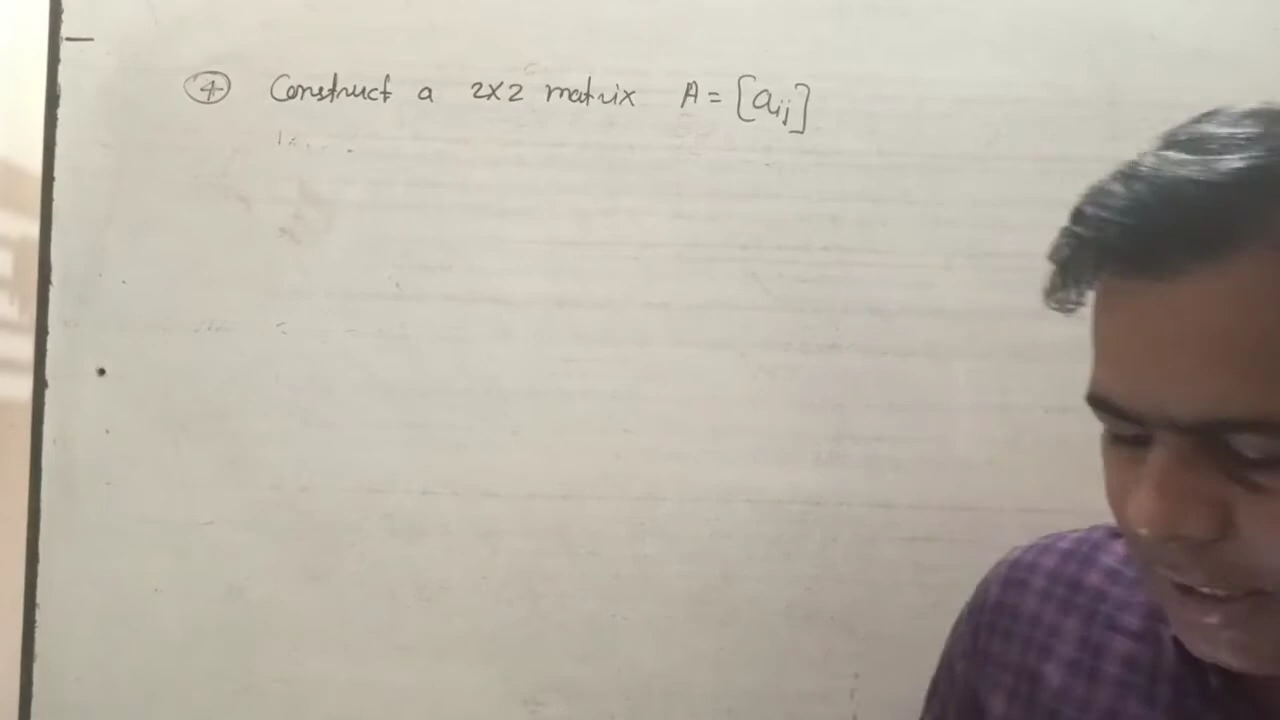 ④ Construct a 2x2 matrix A = [aij]